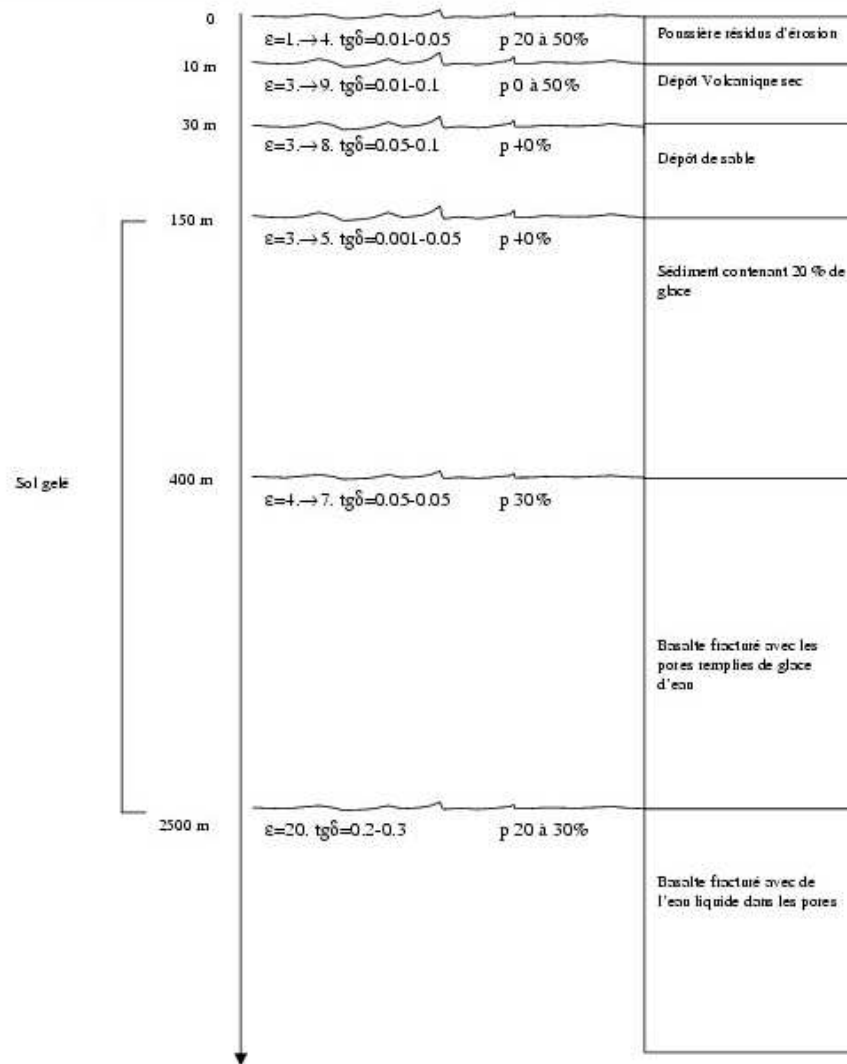 0
ε=1.→4. tgδ=0.01-0.05 p 20 à 50%
Poussière résidus d'érosion
10 m
ε=3.→9. tgδ=0.01-0.1 p 0 à 50%
Dépôt Volcanique sec
30 m
ε=3.→8. tgδ=0.05-0.1 p 40%
Dépôt de sable
150 m
ε=3.→5. tgδ=0.001-0.05 p 40%
Sédiment contenant 20 % de
glace
Sol gelé
400 m
ε=4.→7. tgδ=0.05-0.05 p 30%
Basalte fracturé avec les
pores remplies de glace
d'eau
2500 m
ε=20. tgδ=0.2-0.3 p 20 à 30%
Basalte fracturé avec de
l'eau liquide dans les pores